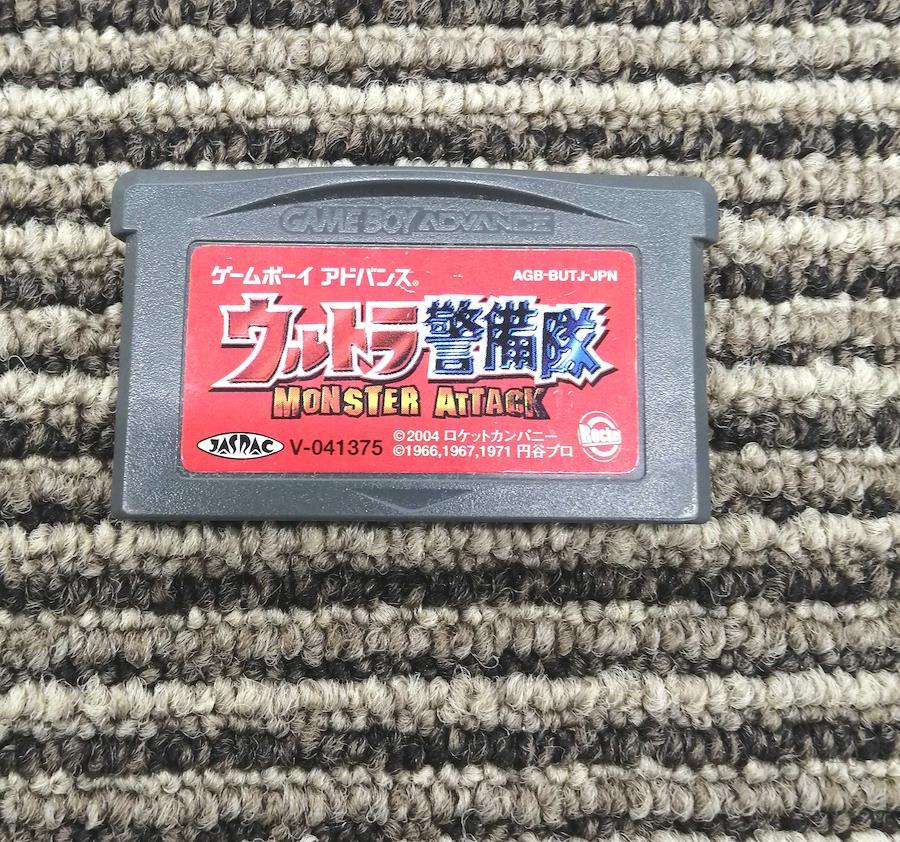 GAME BOY ADVANCE
ゲームボーイ アドバンス® AGB-BUTJ-JPN
ウルトラ警備隊
MONSTER ATTACK
JASRAC V-041375
©2004 ロケットカンパニー
©1966,1967,1971 円谷プロ